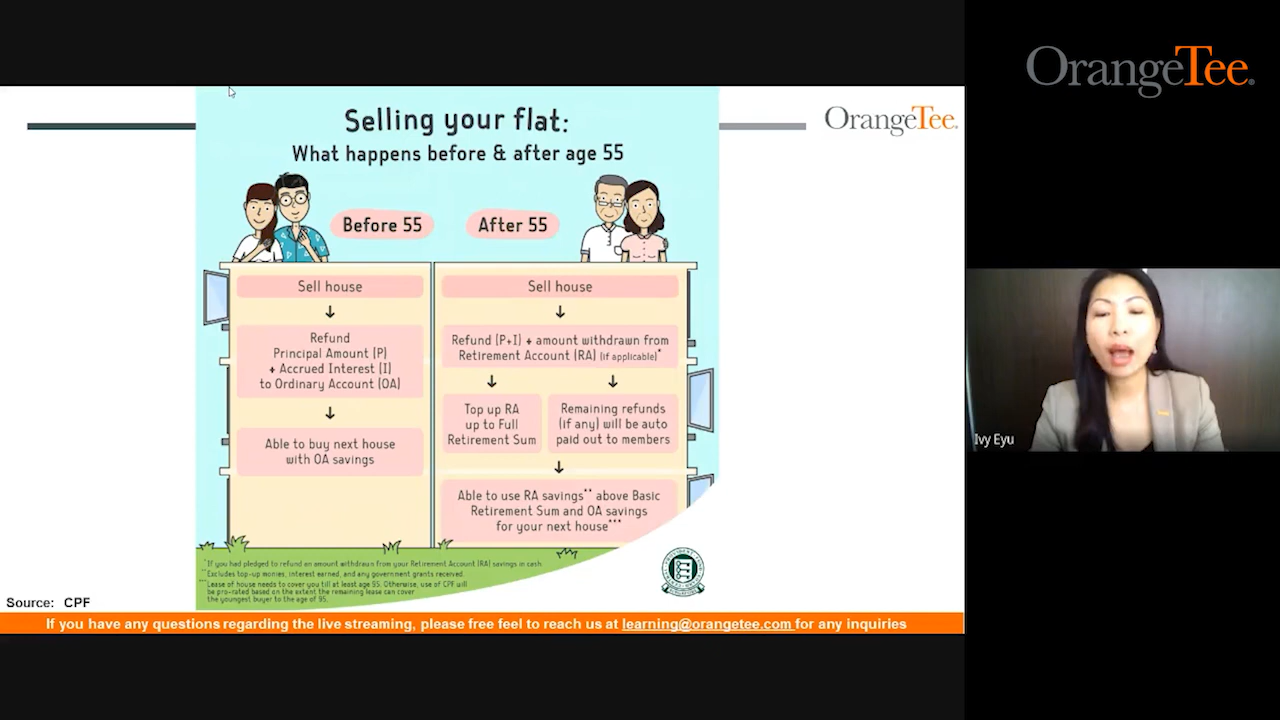 OrangeTee
OrangeTee
Selling your flat:
What happens before & after age 55
Before 55
After 55
Sell house
Refund
Principal Amount (P)
+ Accrued Interest (I)
to Ordinary Account (OA)
Able to buy next house
with OA savings
Sell house
Refund (P+I) + amount withdrawn from
Retirement Account (RA) (if applicable)*
Top up RA
up to Full
Retirement Sum
Remaining refunds
(if any) will be auto
paid out to members
Able to use RA savings** above Basic
Retirement Sum and OA savings
for your next house***
*If you had pledged to refund an amount withdrawn from your Retirement Account (RA) savings in cash
**Excludes top-up monies, interest earned, and any government grants received.
***Lease of house needs to cover you till at least age 95. Otherwise, use of CPF will
be pro-rated based on the extent the remaining lease can cover
the youngest buyer to the age of 95.
Source: CPF
If you have any questions regarding the live streaming, please free feel to reach us at learning@orangetee.com for any inquiries
Ivy Eyu